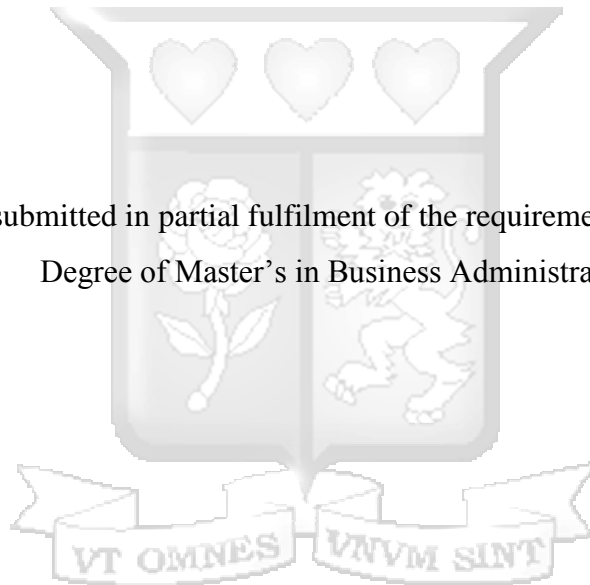 submitted in partial fulfilment of the requireme
Degree of Master’s in Business Administra
VT OMNES VNVM SINT